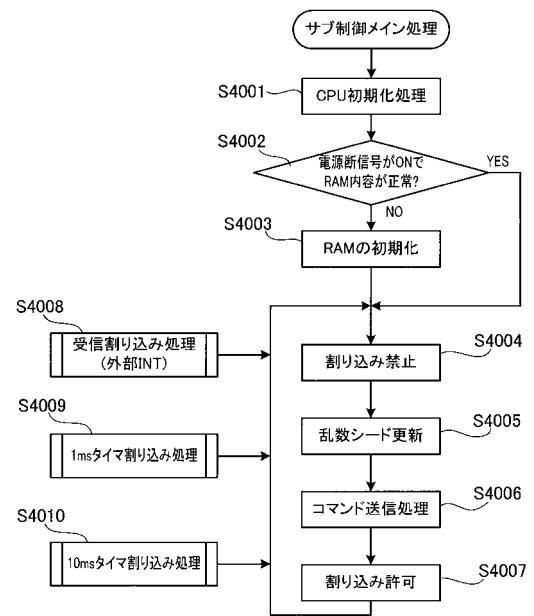 サブ制御メイン処理
S4001
CPU初期化処理
S4002
電源断信号がONで
RAM内容が正常?
YES
NO
S4003
RAMの初期化
S4008
受信割り込み処理
(外部INT)
S4004
割り込み禁止
S4009
1msタイマ割り込み処理
S4005
乱数シード更新
S4006
コマンド送信処理
S4010
10msタイマ割り込み処理
S4007
割り込み許可